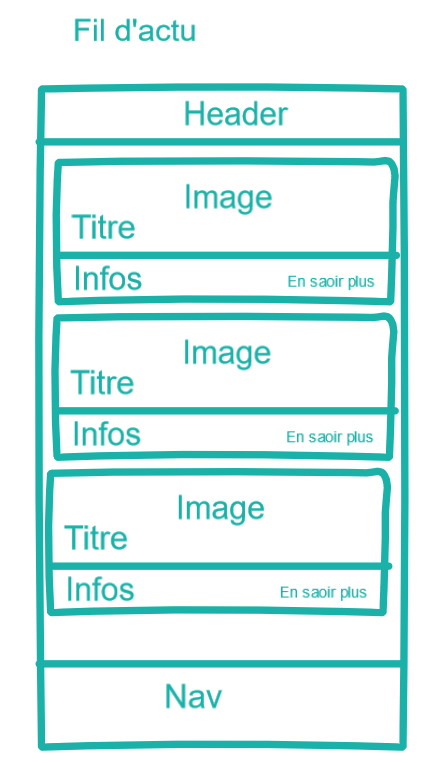 Fil d'actu
Header
Image
Titre
Infos
En saoir plus
Image
Titre
Infos
En saoir plus
Image
Titre
Infos
En saoir plus
Nav